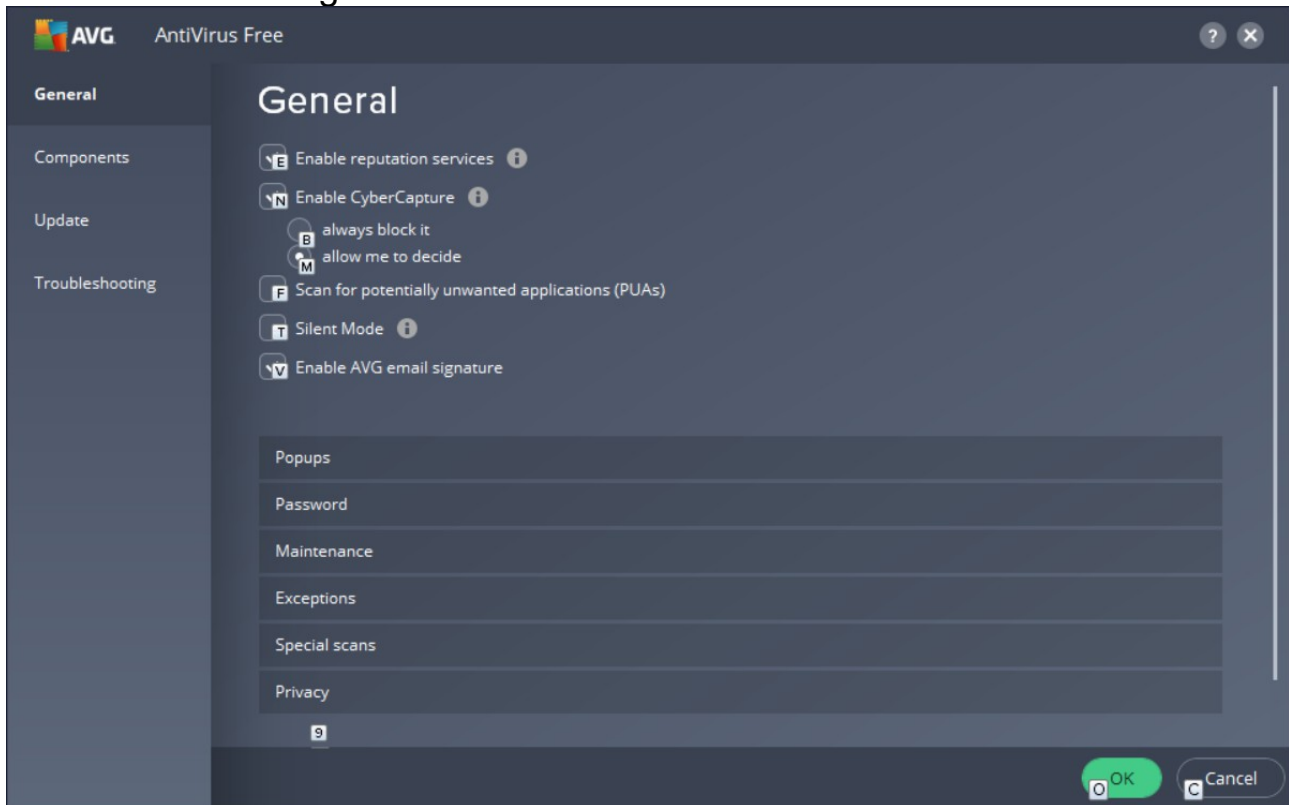 AVG AntiVirus Free ?
General
Components
Update
Troubleshooting
General
E Enable reputation services i
N Enable CyberCapture i
B always block it
M allow me to decide
F Scan for potentially unwanted applications (PUAs)
T Silent Mode i
V Enable AVG email signature
Popups
Password
Maintenance
Exceptions
Special scans
Privacy
9
O OK
C Cancel